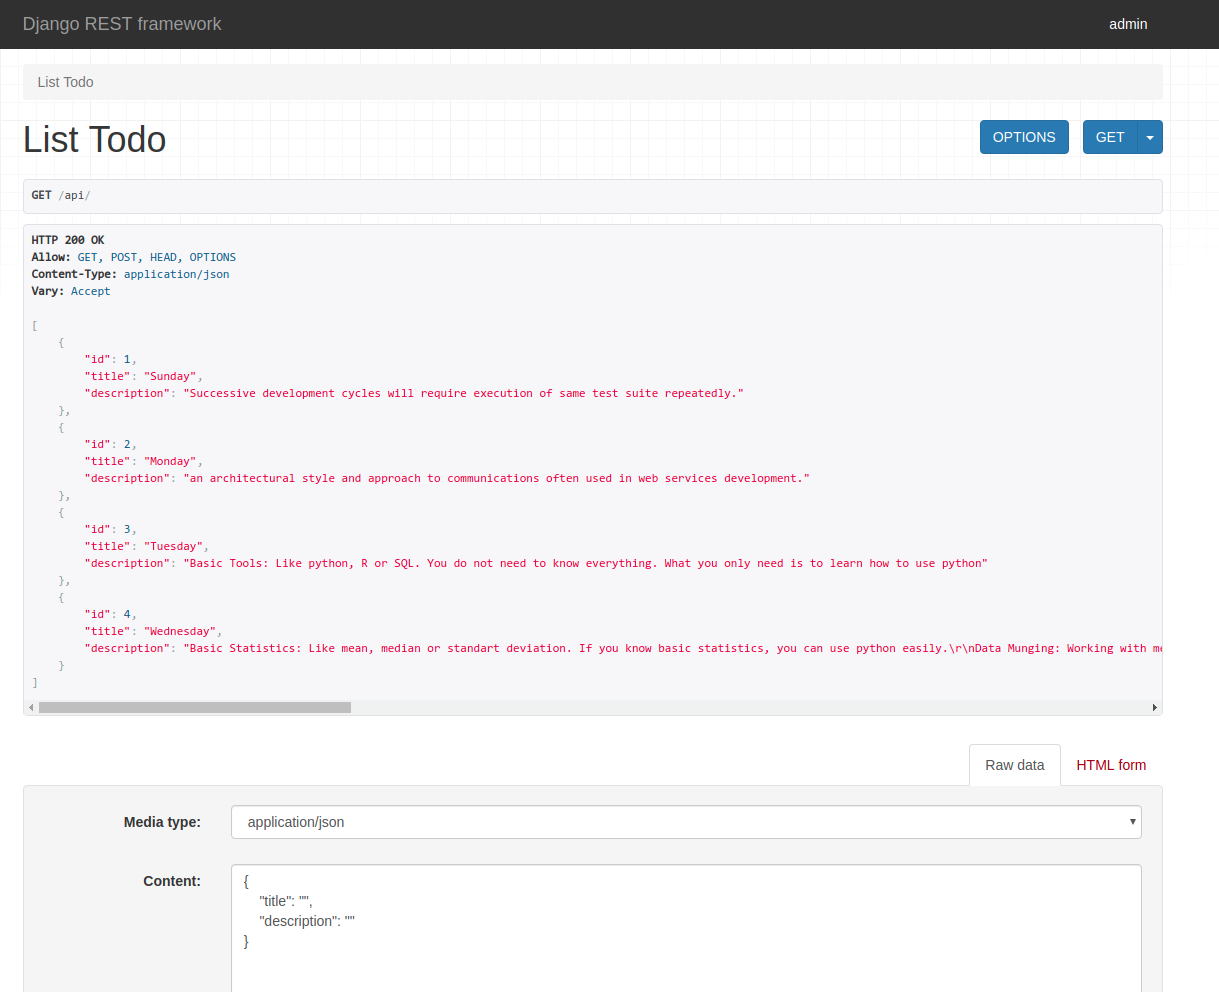 Django REST framework
admin
List Todo
List Todo
OPTIONS
GET
GET /api/
HTTP 200 OK
Allow: GET, POST, HEAD, OPTIONS
Content-Type: application/json
Vary: Accept
[
    {
        "id": 1,
        "title": "Sunday",
        "description": "Successive development cycles will require execution of same test suite repeatedly."
    },
    {
        "id": 2,
        "title": "Monday",
        "description": "an architectural style and approach to communications often used in web services development."
    },
    {
        "id": 3,
        "title": "Tuesday",
        "description": "Basic Tools: Like python, R or SQL. You do not need to know everything. What you only need is to learn how to use python"
    },
    {
        "id": 4,
        "title": "Wednesday",
        "description": "Basic Statistics: Like mean, median or standart deviation. If you know basic statistics, you can use python easily.\r\nData Munging: Working with
    }
]
Raw data
HTML form
Media type:
application/json
Content:
{
    "title": "",
    "description": ""
}